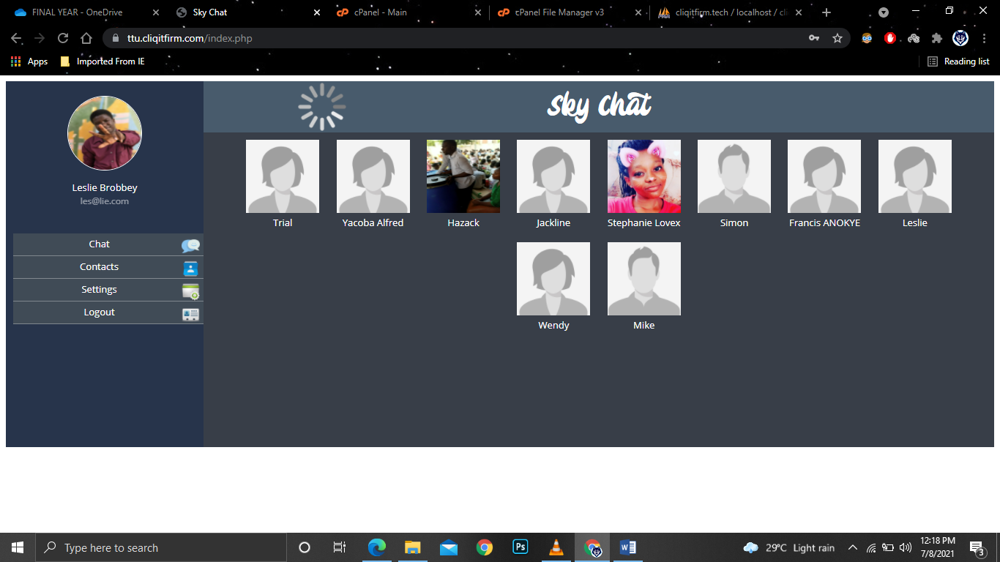 FINAL YEAR - OneDrive
Sky Chat
cPanel - Main
cPanel File Manager v3
cliqitfirm.tech / localhost / cli
ttu.cliqitfirm.com/index.php
Apps
Imported From IE
Reading list
Sky Chat
Leslie Brobbey
les@lie.com
Chat
Contacts
Settings
Logout
Trial
Yacoba Alfred
Hazack
Jackline
Stephanie Lovex
Simon
Francis ANOKYE
Leslie
Wendy
Mike
Type here to search
Ps
29°C Light rain
12:18 PM
7/8/2021
3